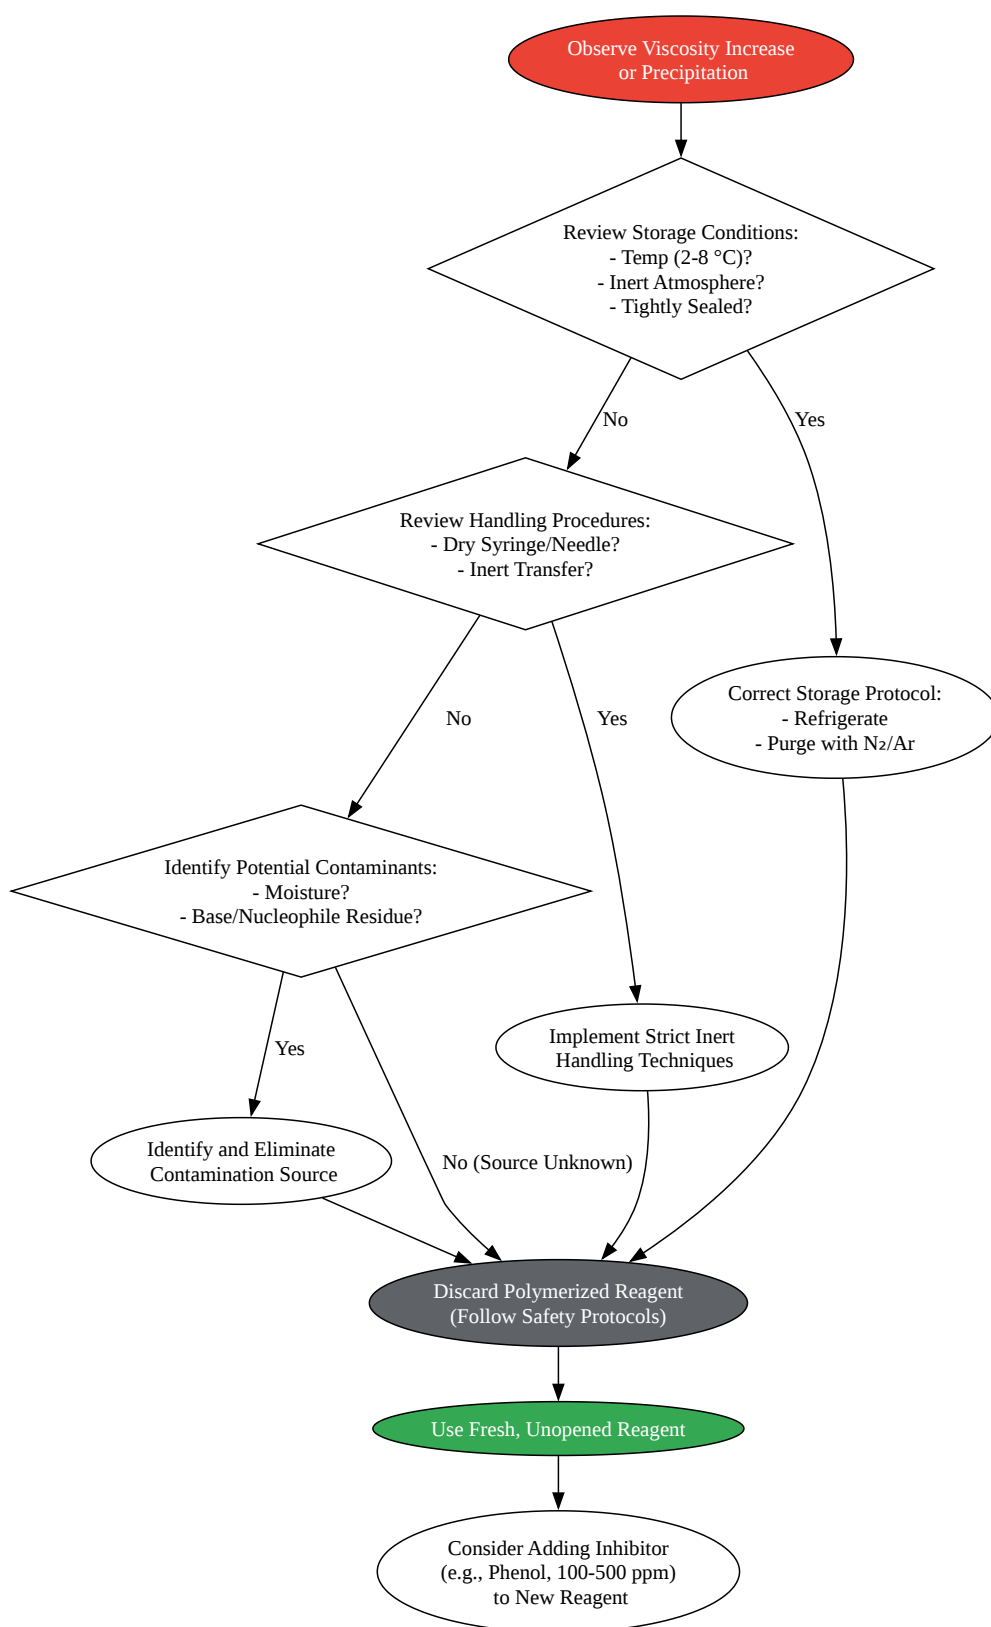 Observe Viscosity Increase
or Precipitation
Review Storage Conditions:
- Temp (2-8 °C)?
- Inert Atmosphere?
- Tightly Sealed?
No
Yes
Review Handling Procedures:
- Dry Syringe/Needle?
- Inert Transfer?
Correct Storage Protocol:
- Refrigerate
- Purge with N₂/Ar
No
Yes
Identify Potential Contaminants:
- Moisture?
- Base/Nucleophile Residue?
Implement Strict Inert
Handling Techniques
Yes
Identify and Eliminate
Contamination Source
No (Source Unknown)
Discard Polymerized Reagent
(Follow Safety Protocols)
Use Fresh, Unopened Reagent
Consider Adding Inhibitor
(e.g., Phenol, 100-500 ppm)
to New Reagent